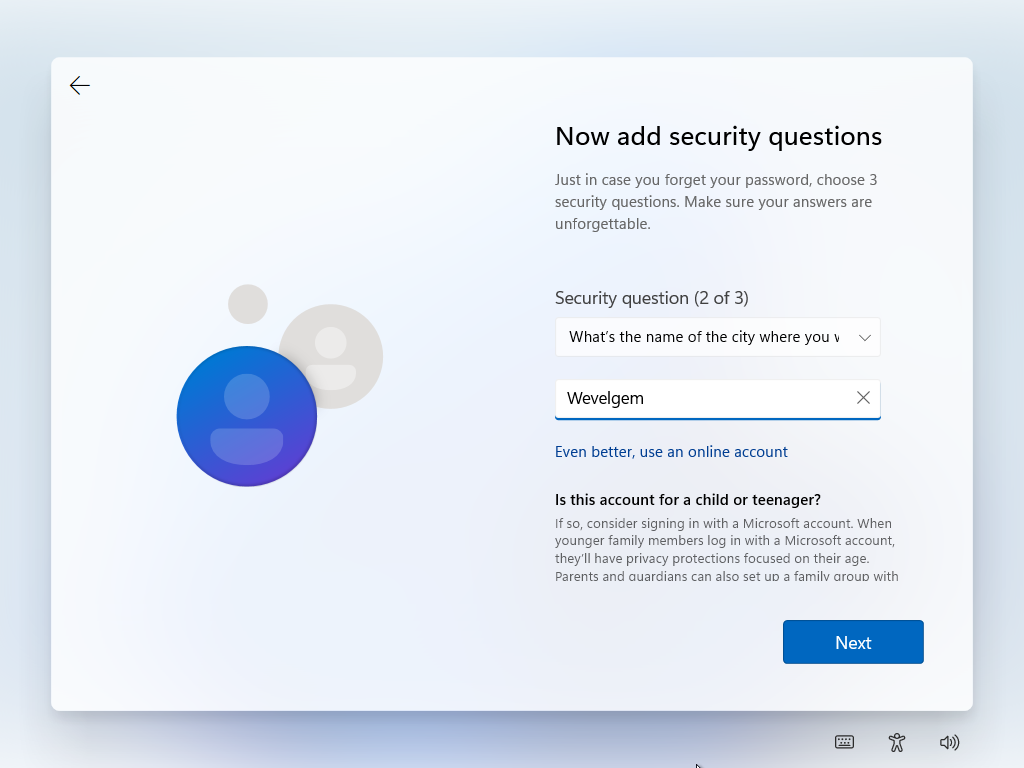 Now add security questions
Just in case you forget your password, choose 3
security questions. Make sure your answers are
unforgettable.
Security question (2 of 3)
What's the name of the city where you w
Wevelgem
Even better, use an online account
Is this account for a child or teenager?
If so, consider signing in with a Microsoft account. When
younger family members log in with a Microsoft account,
they'll have privacy protections focused on their age.
Parents and guardians can also set up a family group with
Next